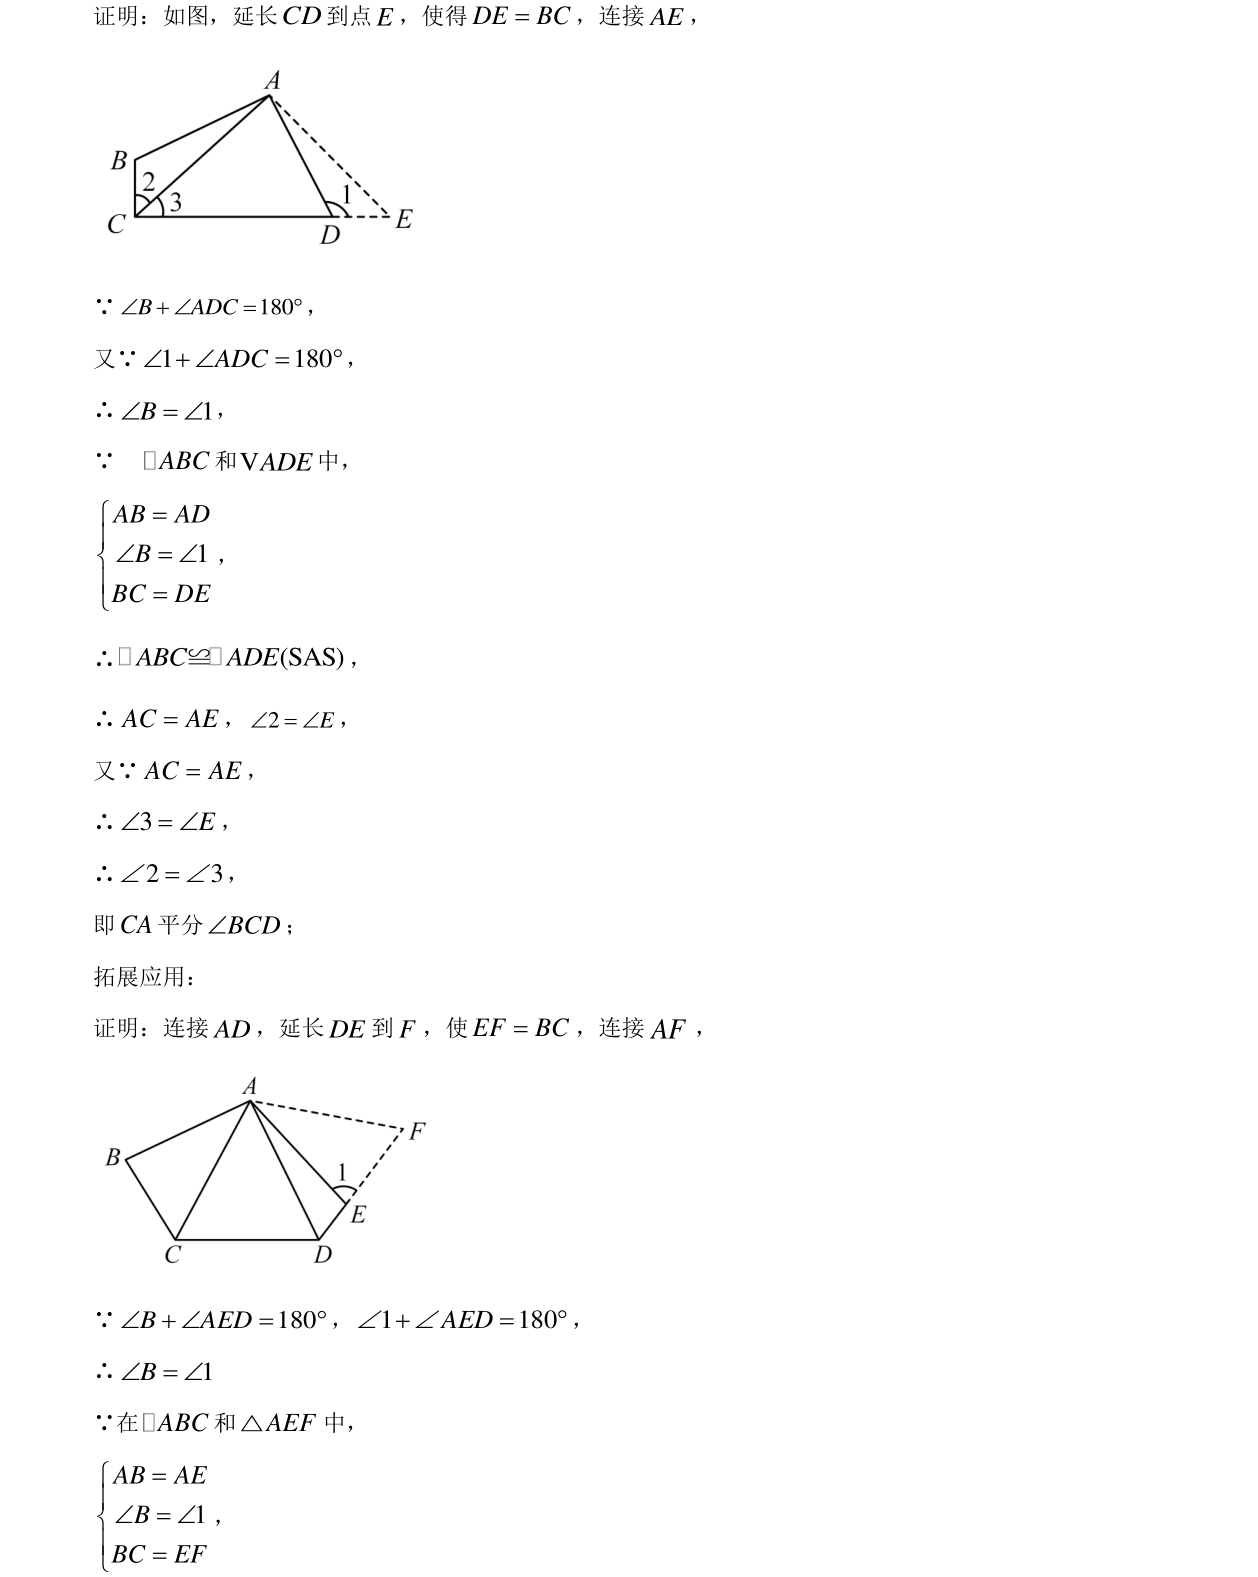 证明：如图，延长CD到点E，使得DE = BC，连接AE，
A
B
2
3
1
C
D
E
∵∠B + ∠ADC = 180°，
又∵∠1 + ∠ADC = 180°，
∴∠B = ∠1，
∵ □ABC和VADE中，
AB = AD
∠B = ∠1，
BC = DE
∴□ABC≌□ADE(SAS)，
∴AC = AE，∠2 = ∠E，
又∵AC = AE，
∴∠3 = ∠E，
∴∠2 = ∠3，
即CA平分∠BCD；
拓展应用：
证明：连接AD，延长DE到F，使EF = BC，连接AF，
A
F
B
1
E
C
D
∵∠B + ∠AED = 180°，∠1 + ∠AED = 180°，
∴∠B = ∠1
∵在□ABC和△AEF中，
AB = AE
∠B = ∠1，
BC = EF